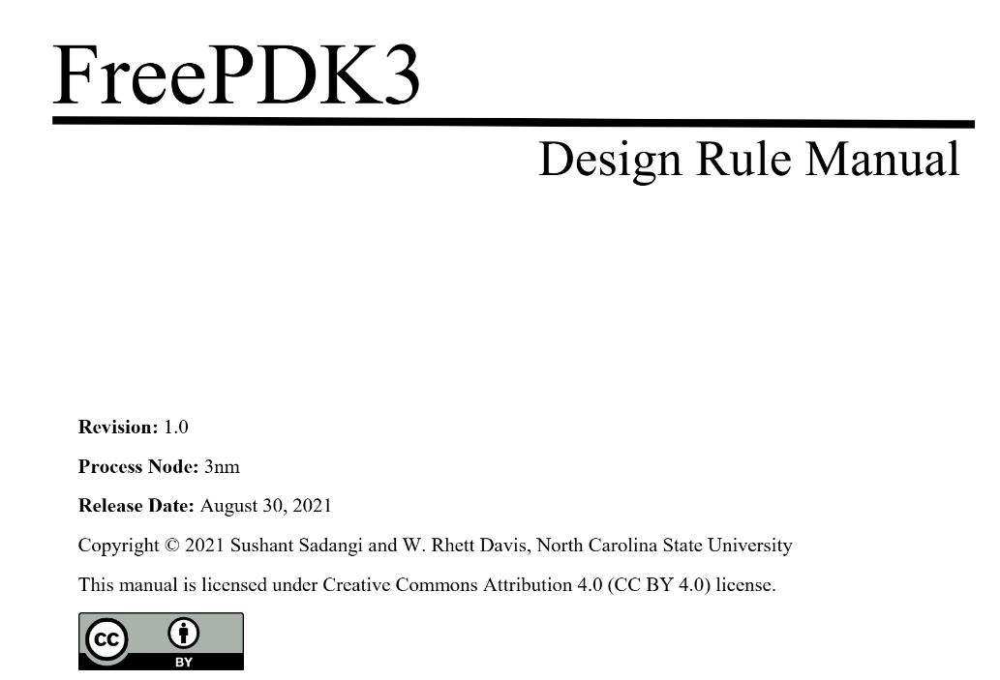 FreePDK3
Design Rule Manual
Revision: 1.0
Process Node: 3nm
Release Date: August 30, 2021
Copyright © 2021 Sushant Sadangi and W. Rhett Davis, North Carolina State University
This manual is licensed under Creative Commons Attribution 4.0 (CC BY 4.0) license.
CC
BY